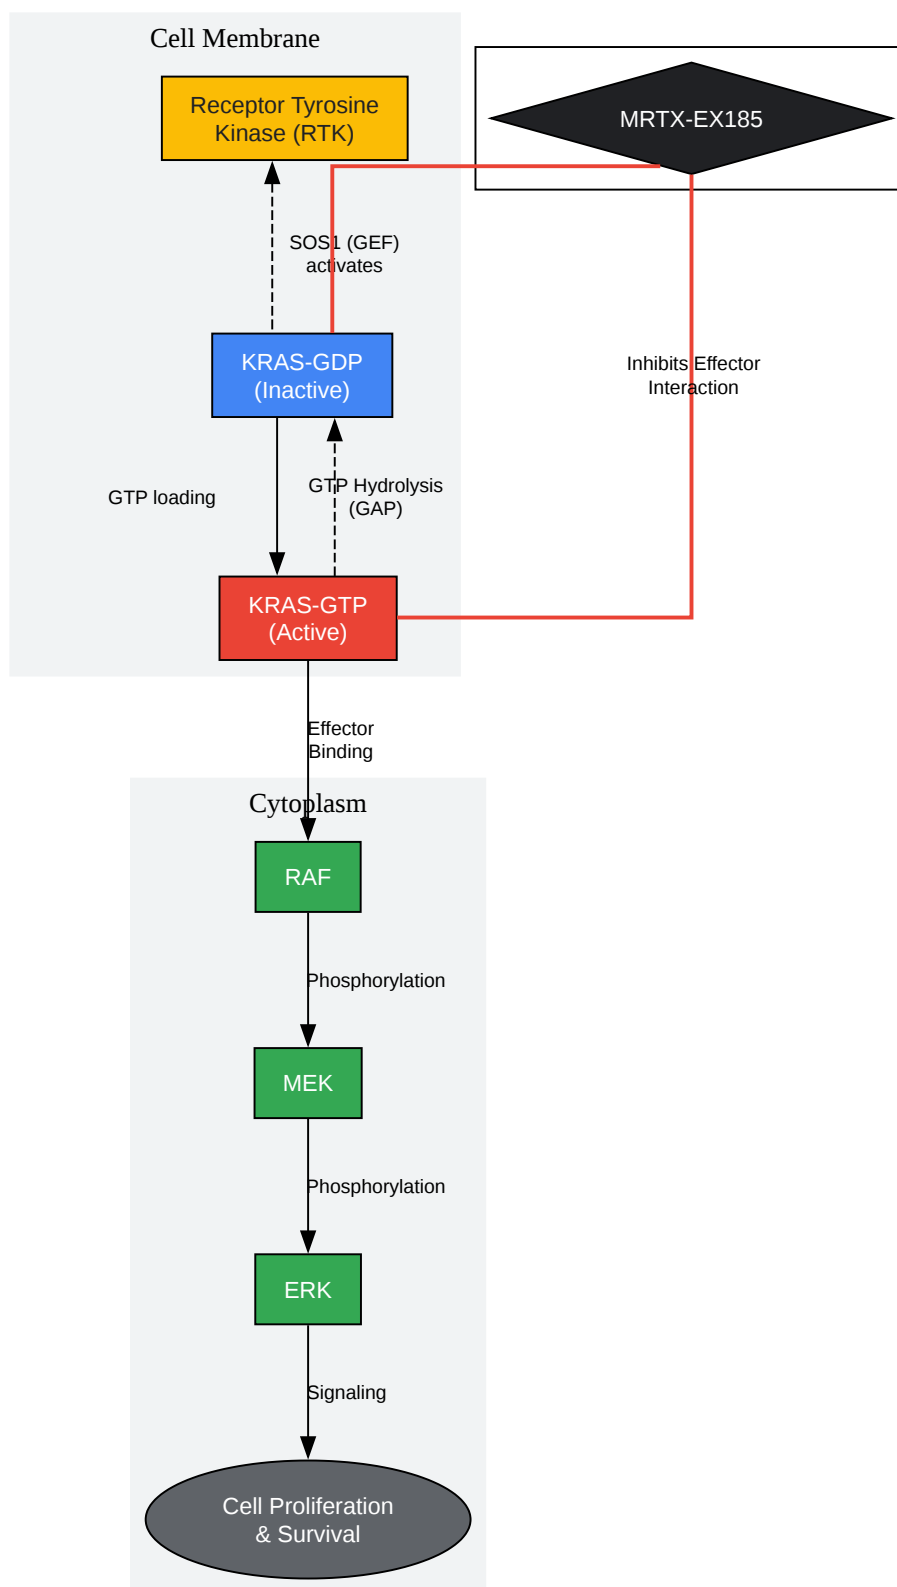 Cell Membrane
Receptor Tyrosine
Kinase (RTK)
MRTX-EX185
SOS1 (GEF)
activates
KRAS-GDP
(Inactive)
Inhibits Effector
Interaction
GTP loading
GTP Hydrolysis
(GAP)
KRAS-GTP
(Active)
Effector
Binding
Cytoplasm
RAF
Phosphorylation
MEK
Phosphorylation
ERK
Signaling
Cell Proliferation
& Survival